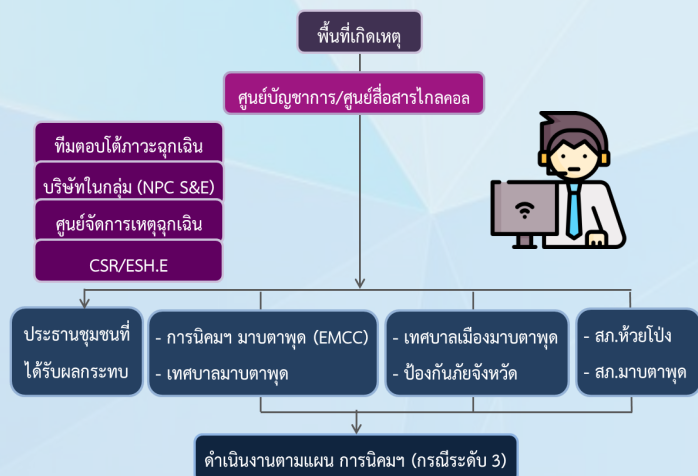 พื้นที่เกิดเหตุ
ศูนย์บัญชาการ/ศูนย์สื่อสารไกลคอล
ทีมตอบโต้ภาวะฉุกเฉิน
บริษัทในกลุ่ม (NPC S&E)
ศูนย์จัดการเหตุฉุกเฉิน
CSR/ESH.E
ประธานชุมชนที่
ได้รับผลกระทบ
- การนิคมฯ มาบตาพุด (EMCC)
- เทศบาลมาบตาพุด
- เทศบาลเมืองมาบตาพุด
- ป้องกันภัยจังหวัด
- สภ.ห้วยโป่ง
- สภ.มาบตาพุด
ดำเนินงานตามแผน การนิคมฯ (กรณีระดับ 3)